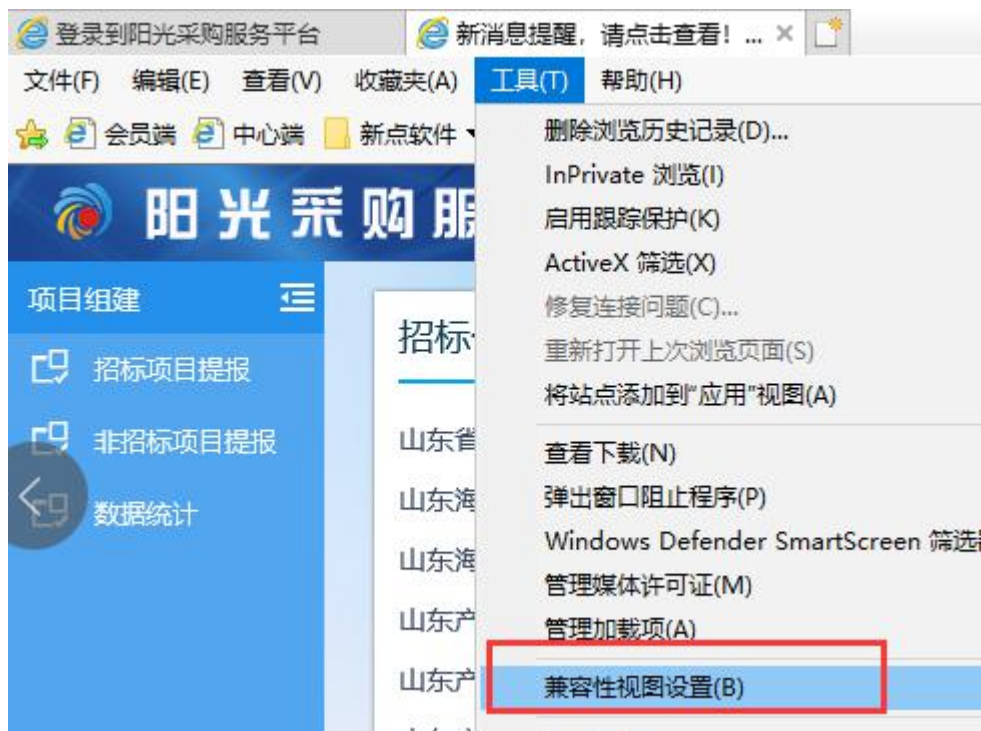 登录到阳光采购服务平台
新消息提醒，请点击查看！...
文件(F) 编辑(E) 查看(V) 收藏夹(A) 工具(T) 帮助(H)
会员端 中心端 新点软件
阳光采购服
项目组建
招标项目提报
非招标项目提报
数据统计
招标
山东省
山东海
山东海
山东产
山东产
删除浏览历史记录(D)...
InPrivate 浏览(I)
启用跟踪保护(K)
ActiveX 筛选(X)
修复连接问题(C)...
重新打开上次浏览页面(S)
将站点添加到"应用"视图(A)
查看下载(N)
弹出窗口阻止程序(P)
Windows Defender SmartScreen 筛选器
管理媒体许可证(M)
管理加载项(A)
兼容性视图设置(B)